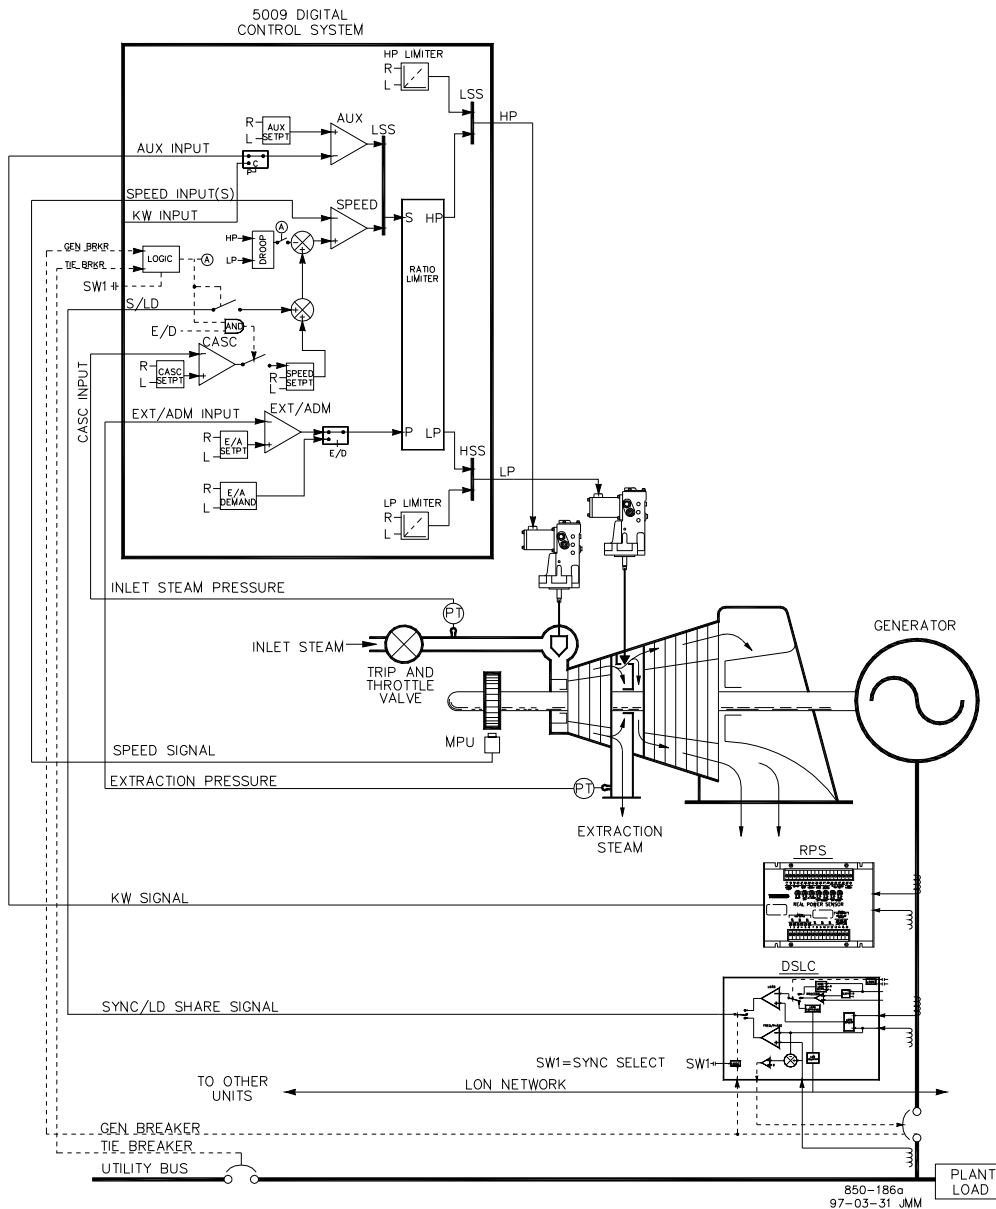 5009 DIGITAL
CONTROL SYSTEM
HP LIMITER
R
L
LSS
HP
AUX
R
AUX
SETPT
L
LSS
AUX INPUT
C
P
SPEED INPUT(S)
SPEED
KW INPUT
S HP
A
HP
LP
DROOP
GEN BRKR
LOGIC
A
TIE BRKR
RATIO
LIMITER
SW1
S/LD
E/D
AND
CASC
R
CASC
SETPT
L
SPEED
SETPT
R
L
CASC INPUT
EXT/ADM INPUT
EXT/ADM
P LP
R
E/A
SETPT
L
E/D
HSS
LP
R
E/A
DEMAND
L
LP LIMITER
R
L
INLET STEAM PRESSURE
PT
INLET STEAM
TRIP AND
THROTTLE
VALVE
GENERATOR
MPU
SPEED SIGNAL
EXTRACTION PRESSURE
PT
EXTRACTION
STEAM
RPS
REAL POWER SENSOR
KW SIGNAL
DSLC
SYNC/LD SHARE SIGNAL
SW1=SYNC SELECT
SW1
TO OTHER
UNITS
LON NETWORK
GEN BREAKER
TIE BREAKER
UTILITY BUS
PLANT
LOAD
850-186a
97-03-31 JMM